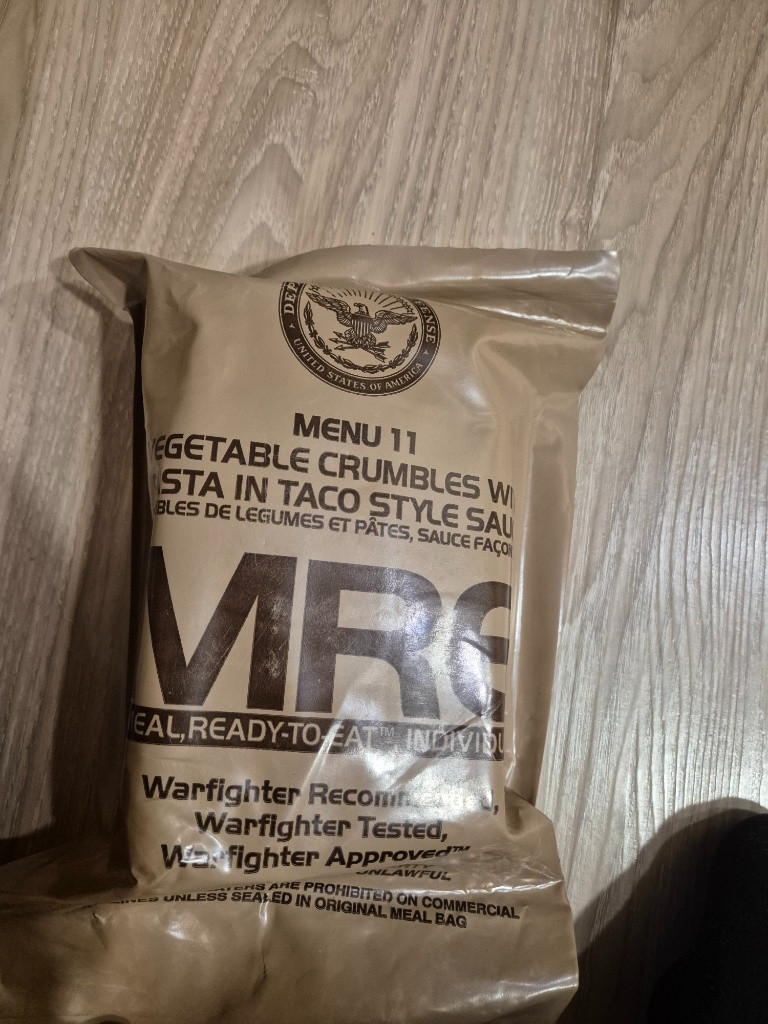 UNITED STATES OF AMERICA
MENU 11
EGETABLE CRUMBLES WI
ASTA IN TACO STYLE SAU
BLES DE LEGUMES ET PÂTES, SAUCE FAÇON
MRE
EAL, READY-TO-EAT™, INDIVIDU
Warfighter Recommended,
Warfighter Tested,
Warfighter Approved™
UNLAWFUL
ARE PROHIBITED ON COMMERCIAL
UNLESS SEALED IN ORIGINAL MEAL BAG